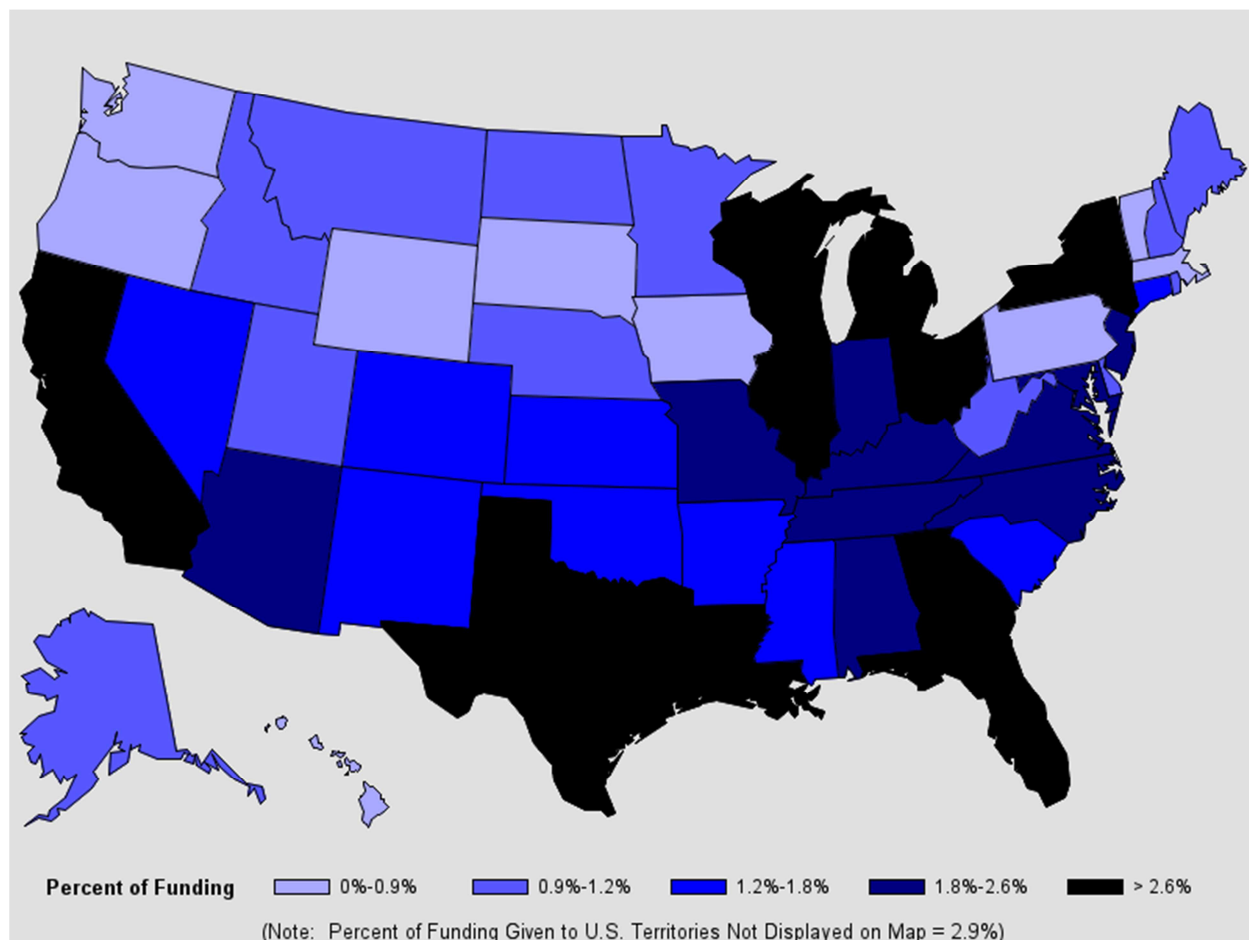 Percent of Funding 0%-0.9% 0.9%-1.2% 1.2%-1.8% 1.8%-2.6% > 2.6%
(Note: Percent of Funding Given to U.S. Territories Not Displayed on Map = 2.9%)